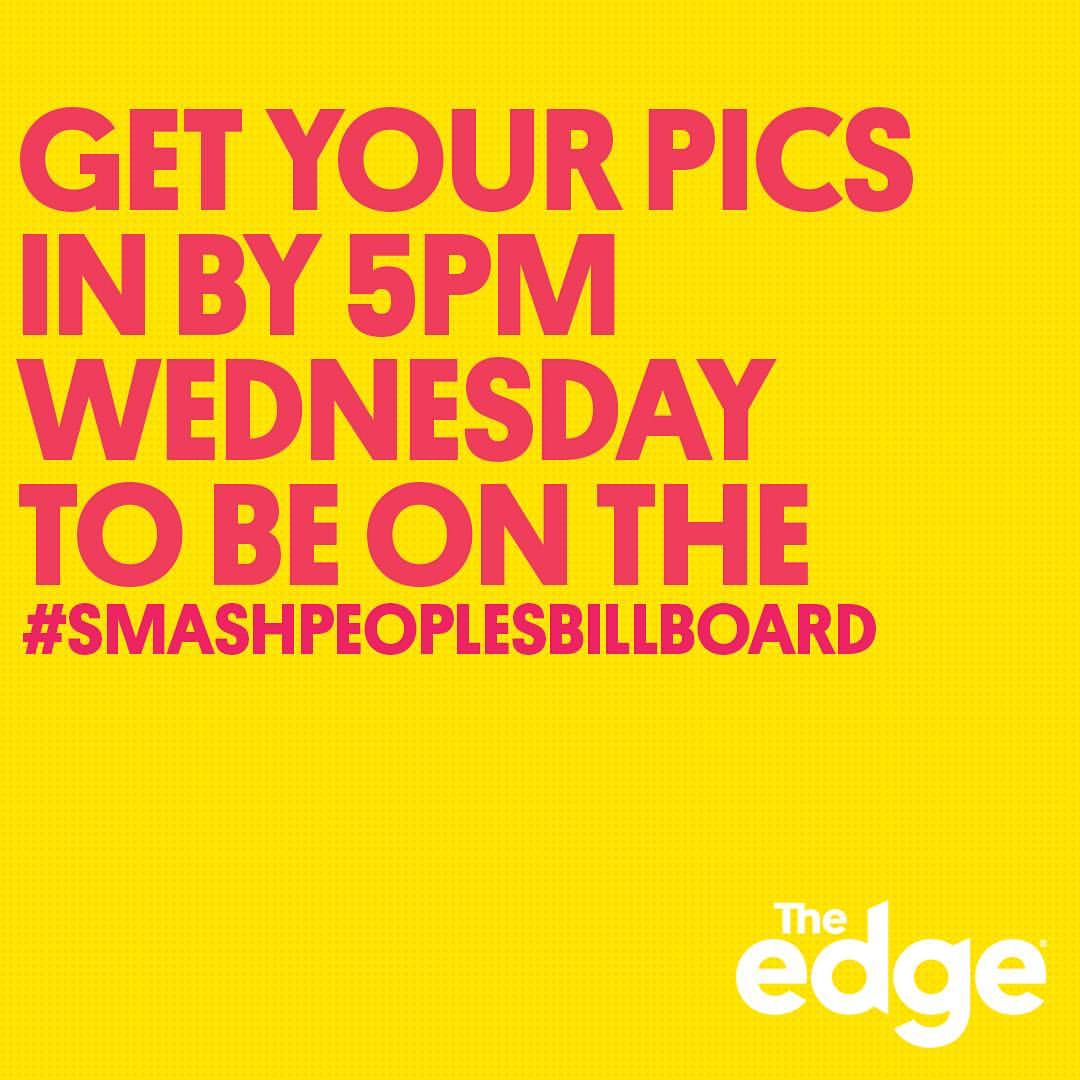 GET YOUR PICS
IN BY 5PM
WEDNESDAY
TO BE ON THE
#SMASHPEOPLESBILLBOARD
The
edge